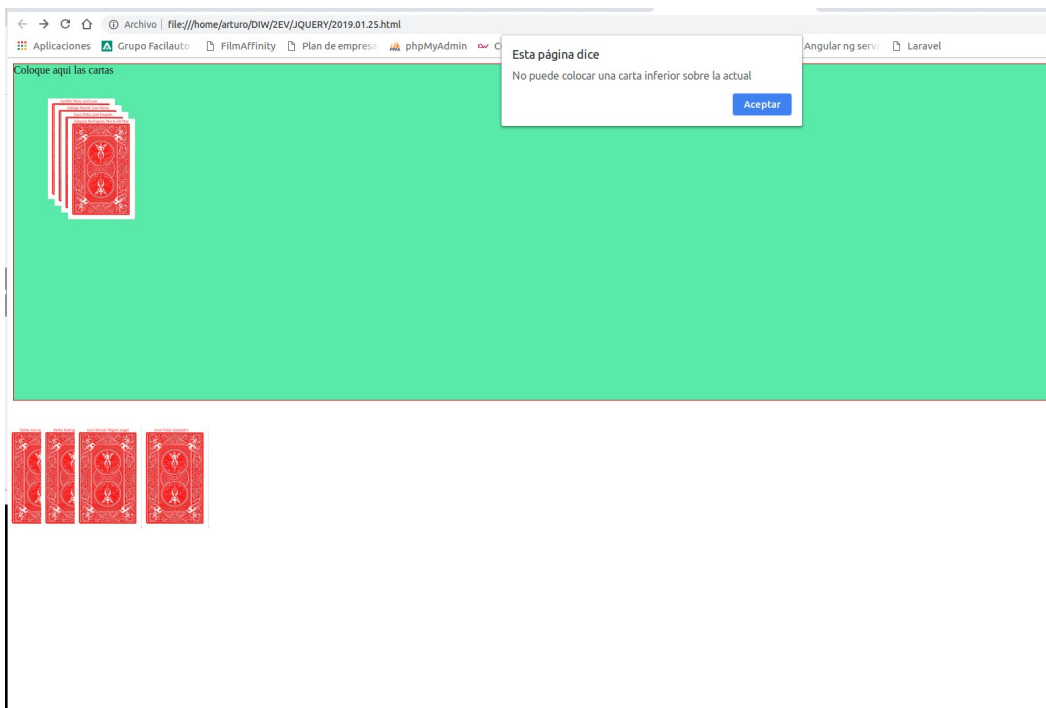 Archivo | file:///home/arturo/DIW/2EV/JQUERY/2019.01.25.html
Aplicaciones Grupo Facilauto FilmAffinity Plan de empres phpMyAdmin Angular ng serv Laravel
Esta página dice
No puede colocar una carta inferior sobre la actual
Aceptar
Coloque aqui las cartas